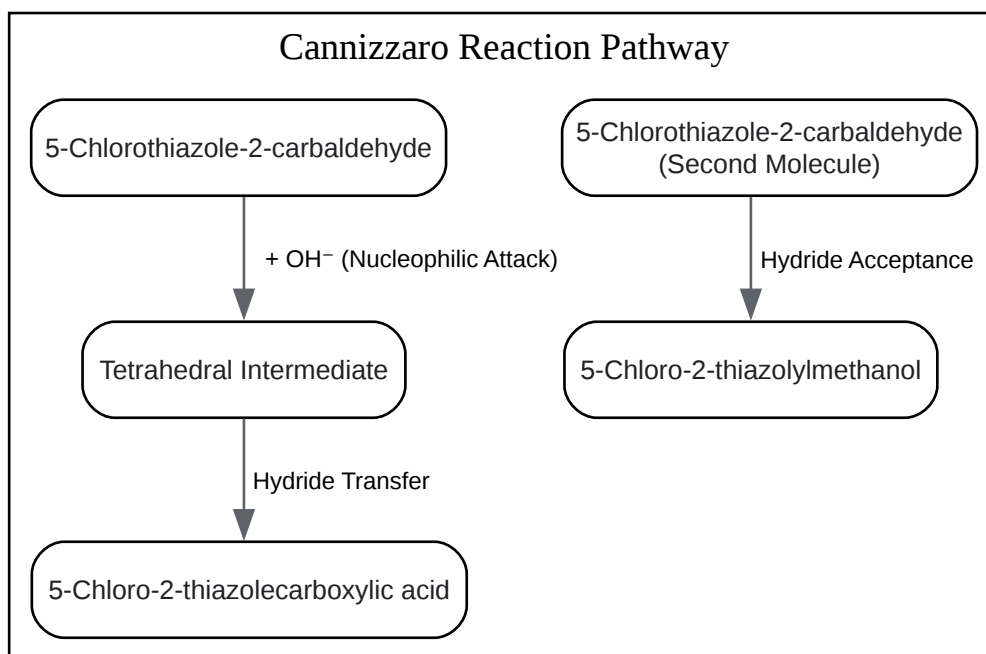 Cannizzaro Reaction Pathway
5-Chlorothiazole-2-carbaldehyde
+ OH⁻ (Nucleophilic Attack)
Tetrahedral Intermediate
Hydride Transfer
5-Chloro-2-thiazolecarboxylic acid
5-Chlorothiazole-2-carbaldehyde
(Second Molecule)
Hydride Acceptance
5-Chloro-2-thiazolylmethanol